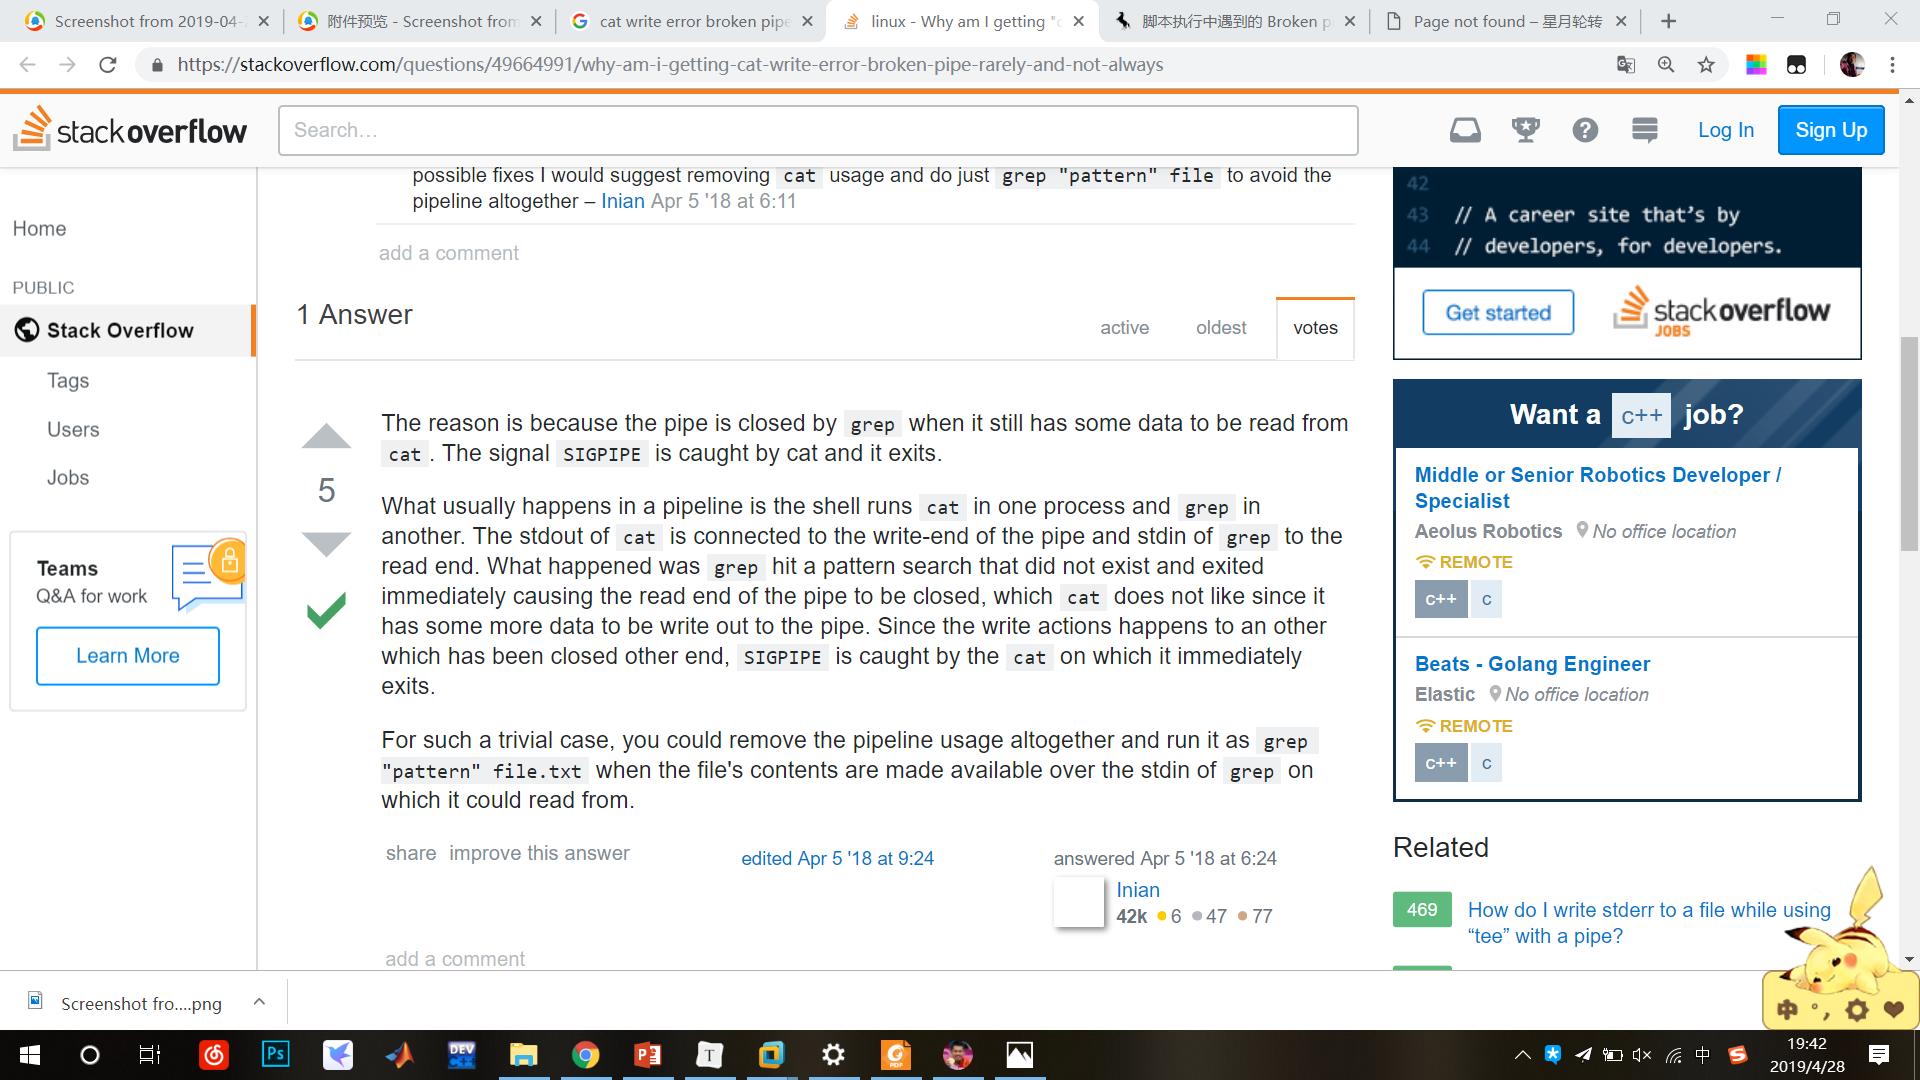 Screenshot from 2019-04-2
附件预览 - Screenshot from
cat write error broken pipe
linux - Why am I getting "c
脚本执行中遇到的 Broken p
Page not found – 星月轮转
https://stackoverflow.com/questions/49664991/why-am-i-getting-cat-write-error-broken-pipe-rarely-and-not-always
stackoverflow
Search…
Log In
Sign Up
Home
PUBLIC
Stack Overflow
Tags
Users
Jobs
Teams
Q&A for work
Learn More
possible fixes I would suggest removing cat usage and do just grep "pattern" file to avoid the
pipeline altogether – Inian Apr 5 '18 at 6:11
add a comment
1 Answer
active
oldest
votes
5
The reason is because the pipe is closed by grep when it still has some data to be read from
cat . The signal SIGPIPE is caught by cat and it exits.
What usually happens in a pipeline is the shell runs cat in one process and grep in
another. The stdout of cat is connected to the write-end of the pipe and stdin of grep to the
read end. What happened was grep hit a pattern search that did not exist and exited
immediately causing the read end of the pipe to be closed, which cat does not like since it
has some more data to be write out to the pipe. Since the write actions happens to an other
which has been closed other end, SIGPIPE is caught by the cat on which it immediately
exits.
For such a trivial case, you could remove the pipeline usage altogether and run it as grep
"pattern" file.txt when the file's contents are made available over the stdin of grep on
which it could read from.
share improve this answer
edited Apr 5 '18 at 9:24
answered Apr 5 '18 at 6:24
Inian
42k 6 47 77
add a comment
42
43 // A career site that's by
44 // developers, for developers.
Get started
stackoverflow
JOBS
Want a c++ job?
Middle or Senior Robotics Developer /
Specialist
Aeolus Robotics No office location
REMOTE
c++ c
Beats - Golang Engineer
Elastic No office location
REMOTE
c++ c
Related
469
How do I write stderr to a file while using
“tee” with a pipe?
中 °,
Screenshot fro....png
Ps
DEV
C++
T
PDF
中
S
19:42
2019/4/28